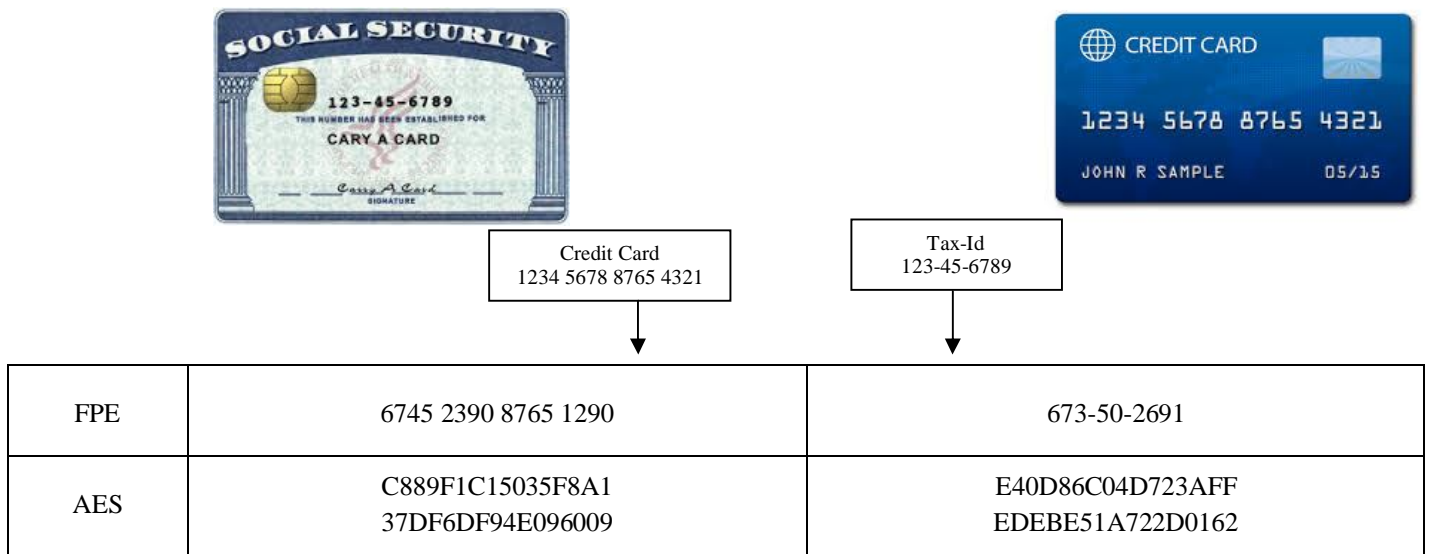 SOCIAL SECURITY
123-45-6789
THIS NUMBER HAS BEEN ESTABLISHED FOR
CARY A CARD
Carry A Card
SIGNATURE
CREDIT CARD
1234 5678 8765 4321
JOHN R SAMPLE 05/15
Credit Card
1234 5678 8765 4321
Tax-Id
123-45-6789
FPE 6745 2390 8765 1290 673-50-2691
AES C889F1C15035F8A1 E40D86C04D723AFF
37DF6DF94E096009 EDEBE51A722D0162